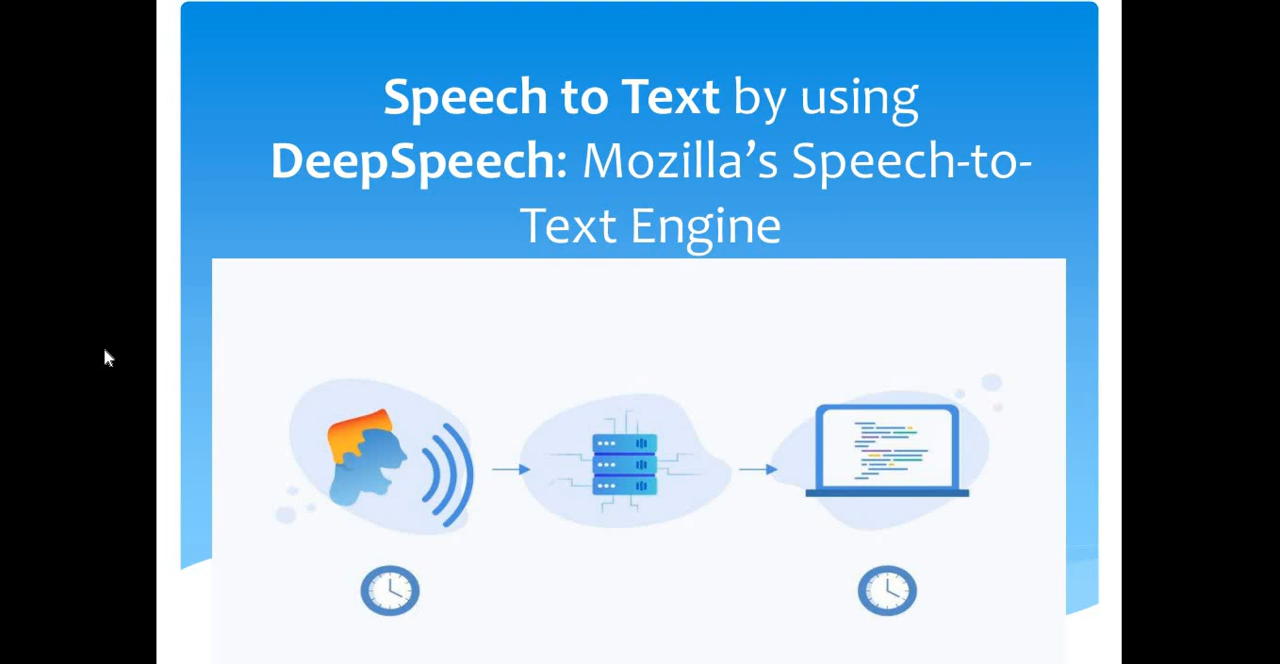 Speech to Text by using
DeepSpeech: Mozilla’s Speech-to-
Text Engine